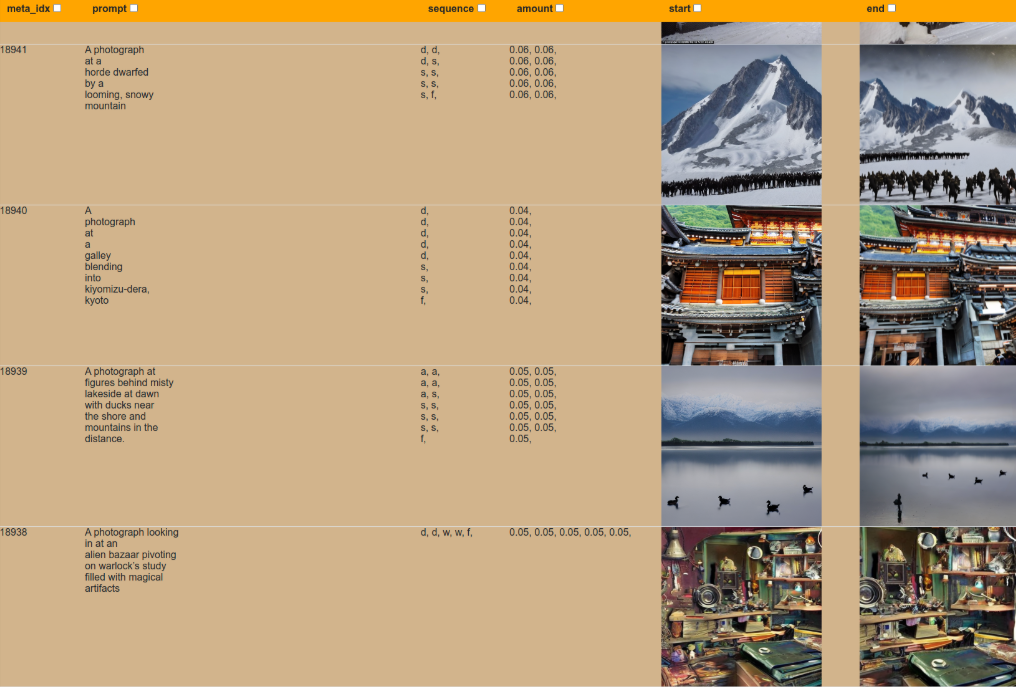 meta_idx prompt sequence amount start end
18941
A photograph
at a
horde dwarfed
by a
looming, snowy
mountain
d, d,
d, s,
s, s,
s, s,
s, f,
0.06, 0.06,
0.06, 0.06,
0.06, 0.06,
0.06, 0.06,
0.06, 0.06,
18940
A
photograph
at
a
galley
blending
into
kiyomizu-dera,
kyoto
d,
d,
d,
d,
d,
s,
s,
s,
f,
0.04,
0.04,
0.04,
0.04,
0.04,
0.04,
0.04,
0.04,
0.04,
18939
A photograph at
figures behind misty
lakeside at dawn
with ducks near
the shore and
mountains in the
distance.
a, a,
a, a,
a, s,
s, s,
s, s,
s, s,
f,
0.05, 0.05,
0.05, 0.05,
0.05, 0.05,
0.05, 0.05,
0.05, 0.05,
0.05, 0.05,
0.05,
18938
A photograph looking
in at an
alien bazaar pivoting
on warlock's study
filled with magical
artifacts
d, d, w, w, f,
0.05, 0.05, 0.05, 0.05, 0.05,